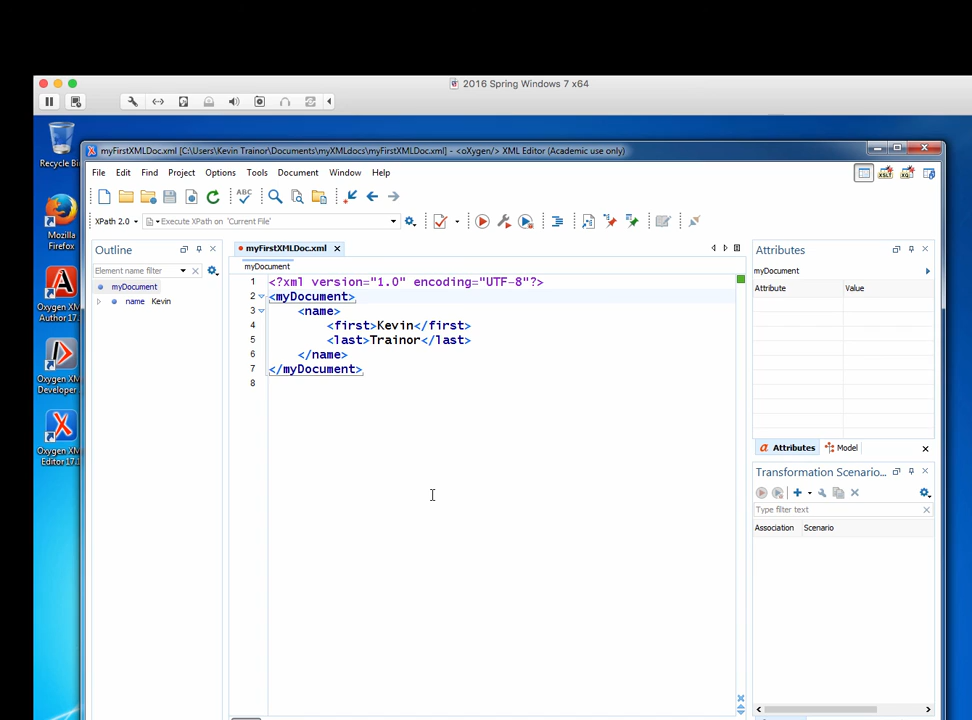 2016 Spring Windows 7 x64
Recycle Bin
Mozilla
Firefox
Oxygen XML
Author 17.
Oxygen XML
Developer...
Oxygen XML
Editor 17.
myFirstXMLDoc.xml [C:\Users\Kevin Trainor\Documents\myXMLdocs\myFirstXMLDoc.xml] - <oXygen/> XML Editor (Academic use only)
File Edit Find Project Options Tools Document Window Help
XPath 2.0 Execute XPath on 'Current File'
Outline
Element name filter
myDocument
name Kevin
myFirstXMLDoc.xml
myDocument
1 <?xml version="1.0" encoding="UTF-8"?>
2 <myDocument>
3 <name>
4 <first>Kevin</first>
5 <last>Trainor</last>
6 </name>
7 </myDocument>
8
Attributes
myDocument
Attribute Value
Attributes Model
Transformation Scenario...
Type filter text
Association Scenario